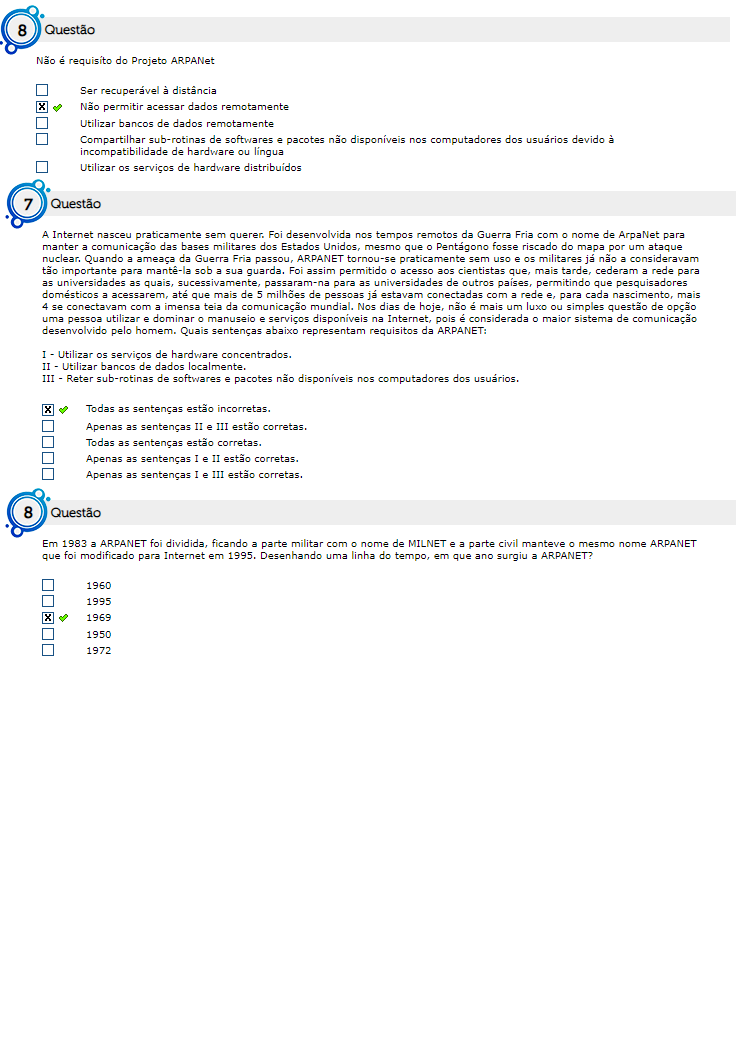 8 Questão
Não é requisíto do Projeto ARPANet
Ser recuperável à distância
X Não permitir acessar dados remotamente
Utilizar bancos de dados remotamente
Compartilhar sub-rotinas de softwares e pacotes não disponíveis nos computadores dos usuários devido à
incompatibilidade de hardware ou língua
Utilizar os serviços de hardware distribuídos
7 Questão
A Internet nasceu praticamente sem querer. Foi desenvolvida nos tempos remotos da Guerra Fria com o nome de ArpaNet para
manter a comunicação das bases militares dos Estados Unidos, mesmo que o Pentágono fosse riscado do mapa por um ataque
nuclear. Quando a ameaça da Guerra Fria passou, ARPANET tornou-se praticamente sem uso e os militares já não a consideravam
tão importante para mantê-la sob a sua guarda. Foi assim permitido o acesso aos cientistas que, mais tarde, cederam a rede para
as universidades as quais, sucessivamente, passaram-na para as universidades de outros países, permitindo que pesquisadores
domésticos a acessarem, até que mais de 5 milhões de pessoas já estavam conectadas com a rede e, para cada nascimento, mais
4 se conectavam com a imensa teia da comunicação mundial. Nos dias de hoje, não é mais um luxo ou simples questão de opção
uma pessoa utilizar e dominar o manuseio e serviços disponíveis na Internet, pois é considerada o maior sistema de comunicação
desenvolvido pelo homem. Quais sentenças abaixo representam requisitos da ARPANET:
I - Utilizar os serviços de hardware concentrados.
II - Utilizar bancos de dados localmente.
III - Reter sub-rotinas de softwares e pacotes não disponíveis nos computadores dos usuários.
X Todas as sentenças estão incorretas.
Apenas as sentenças II e III estão corretas.
Todas as sentenças estão corretas.
Apenas as sentenças I e II estão corretas.
Apenas as sentenças I e III estão corretas.
8 Questão
Em 1983 a ARPANET foi dividida, ficando a parte militar com o nome de MILNET e a parte civil manteve o mesmo nome ARPANET
que foi modificado para Internet em 1995. Desenhando uma linha do tempo, em que ano surgiu a ARPANET?
1960
1995
X 1969
1950
1972